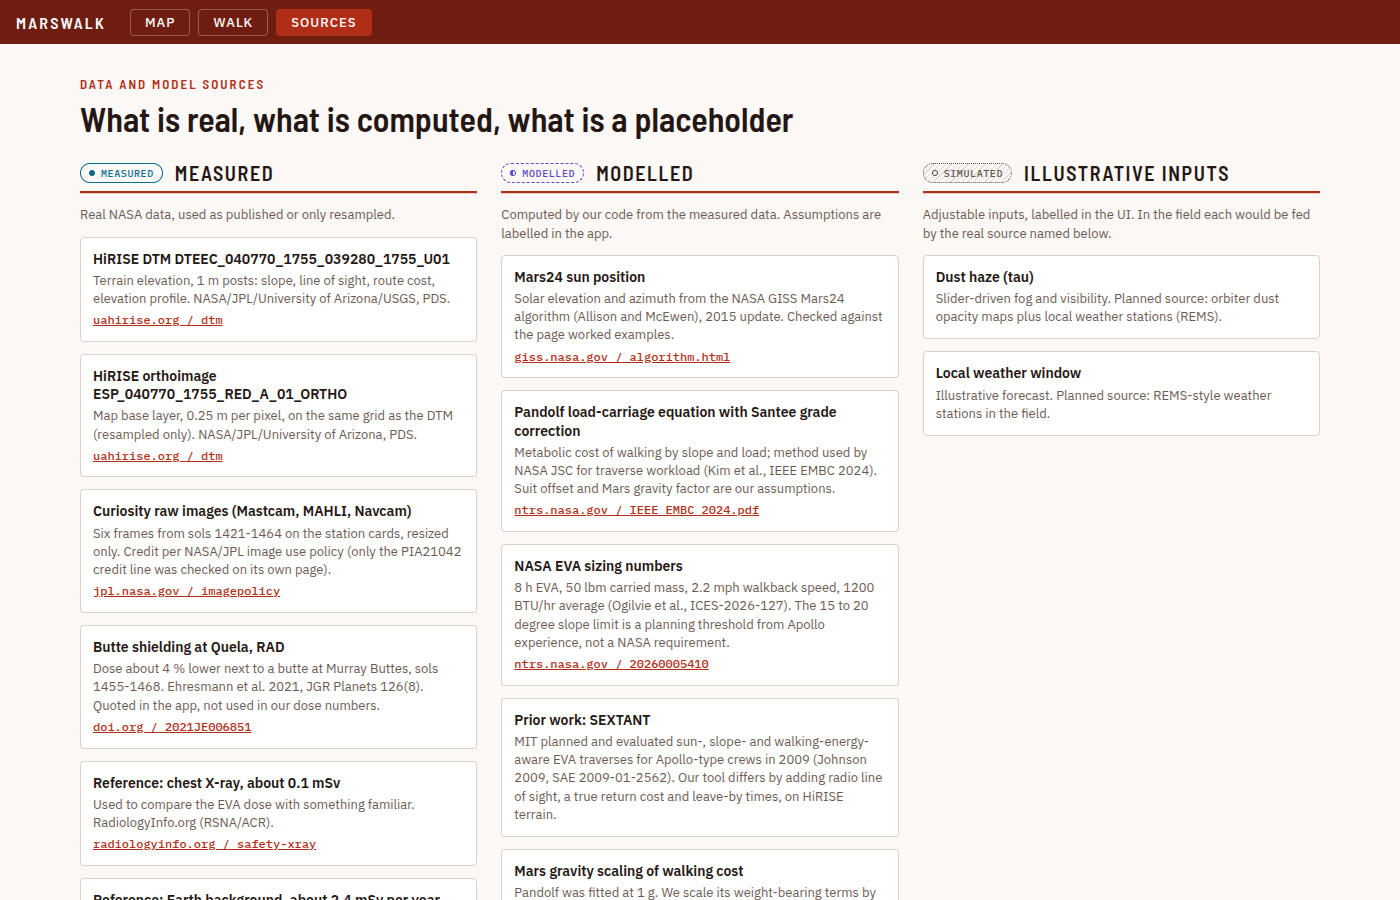 MARSWALK MAP WALK SOURCES
DATA AND MODEL SOURCES
What is real, what is computed, what is a placeholder
MEASURED MEASURED
Real NASA data, used as published or only resampled.
HiRISE DTM DTEEC_040770_1755_039280_1755_U01
Terrain elevation, 1 m posts: slope, line of sight, route cost,
elevation profile. NASA/JPL/University of Arizona/USGS, PDS.
uahirise.org / dtm
HiRISE orthoimage
ESP_040770_1755_RED_A_01_ORTHO
Map base layer, 0.25 m per pixel, on the same grid as the DTM
(resampled only). NASA/JPL/University of Arizona, PDS.
uahirise.org / dtm
Curiosity raw images (Mastcam, MAHLI, Navcam)
Six frames from sols 1421-1464 on the station cards, resized
only. Credit per NASA/JPL image use policy (only the PIA21042
credit line was checked on its own page).
jpl.nasa.gov / imagepolicy
Butte shielding at Quela, RAD
Dose about 4 % lower next to a butte at Murray Buttes, sols
1455-1468. Ehresmann et al. 2021, JGR Planets 126(8).
Quoted in the app, not used in our dose numbers.
doi.org / 2021JE006851
Reference: chest X-ray, about 0.1 mSv
Used to compare the EVA dose with something familiar.
RadiologyInfo.org (RSNA/ACR).
radiologyinfo.org / safety-xray
Reference: Earth background, about 2.4 mSv per year
MODELLED MODELLED
Computed by our code from the measured data. Assumptions are
labelled in the app.
Mars24 sun position
Solar elevation and azimuth from the NASA GISS Mars24
algorithm (Allison and McEwen), 2015 update. Checked against
the page worked examples.
giss.nasa.gov / algorithm.html
Pandolf load-carriage equation with Santee grade
correction
Metabolic cost of walking by slope and load; method used by
NASA JSC for traverse workload (Kim et al., IEEE EMBC 2024).
Suit offset and Mars gravity factor are our assumptions.
ntrs.nasa.gov / IEEE EMBC 2024.pdf
NASA EVA sizing numbers
8 h EVA, 50 lbm carried mass, 2.2 mph walkback speed, 1200
BTU/hr average (Ogilvie et al., ICES-2026-127). The 15 to 20
degree slope limit is a planning threshold from Apollo
experience, not a NASA requirement.
ntrs.nasa.gov / 20260005410
Prior work: SEXTANT
MIT planned and evaluated sun-, slope- and walking-energy-
aware EVA traverses for Apollo-type crews in 2009 (Johnson
2009, SAE 2009-01-2562). Our tool differs by adding radio line
of sight, a true return cost and leave-by times, on HiRISE
terrain.
Mars gravity scaling of walking cost
Pandolf was fitted at 1 g. We scale its weight-bearing terms by
SIMULATED ILLUSTRATIVE INPUTS
Adjustable inputs, labelled in the UI. In the field each would be fed
by the real source named below.
Dust haze (tau)
Slider-driven fog and visibility. Planned source: orbiter dust
opacity maps plus local weather stations (REMS).
Local weather window
Illustrative forecast. Planned source: REMS-style weather
stations in the field.